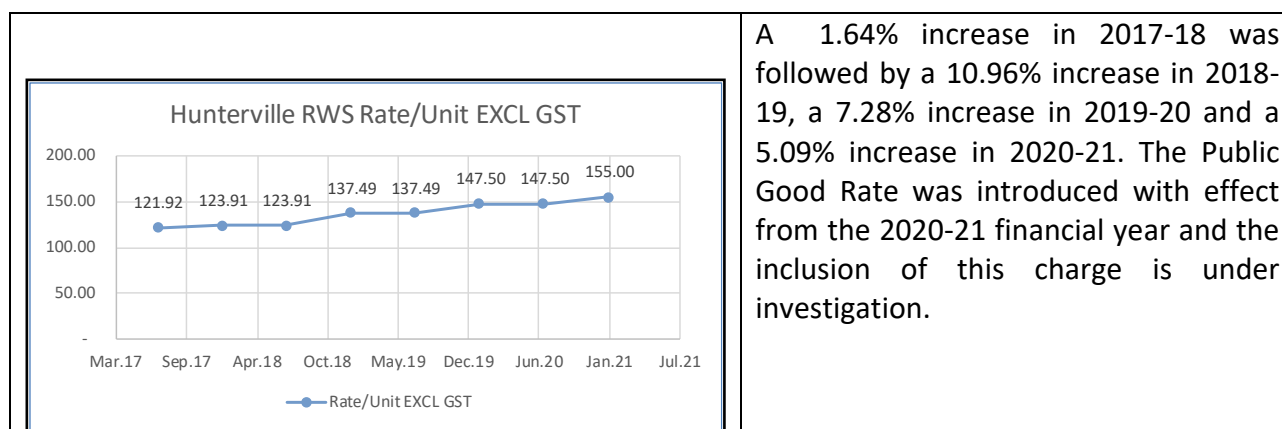 Hunterville RWS Rate/Unit EXCL GST
200.00
150.00
100.00
50.00
-
121.92 123.91 123.91 137.49 137.49 147.50 147.50 155.00
Mar.17 Sep.17 Apr.18 Oct.18 May.19 Dec.19 Jun.20 Jan.21 Jul.21
Rate/Unit EXCL GST
A 1.64% increase in 2017-18 was
followed by a 10.96% increase in 2018-
19, a 7.28% increase in 2019-20 and a
5.09% increase in 2020-21. The Public
Good Rate was introduced with effect
from the 2020-21 financial year and the
inclusion of this charge is under
investigation.